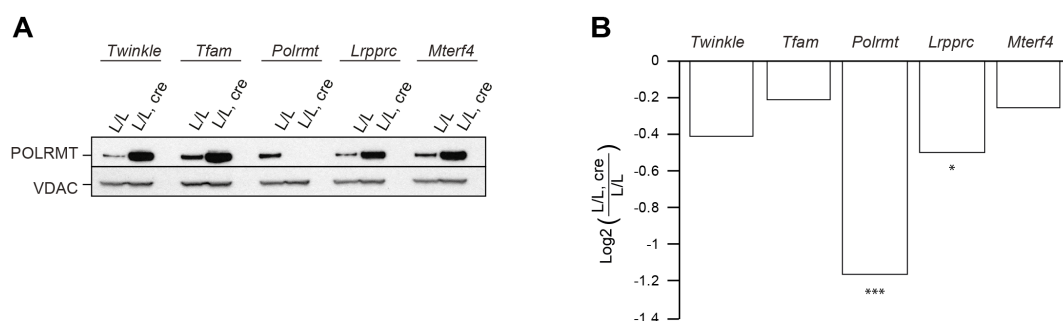 A
Twinkle Tfam Polrmt Lrpprc Mterf4
L/L L/L, cre L/L L/L, cre L/L L/L, cre L/L L/L, cre L/L L/L, cre
POLRMT
VDAC
B
Twinkle Tfam Polrmt Lrpprc Mterf4
0
-0.2
-0.4
-0.6
-0.8
-1
-1.2
-1.4
Log2 ( L/L, cre / L/L )
*
***